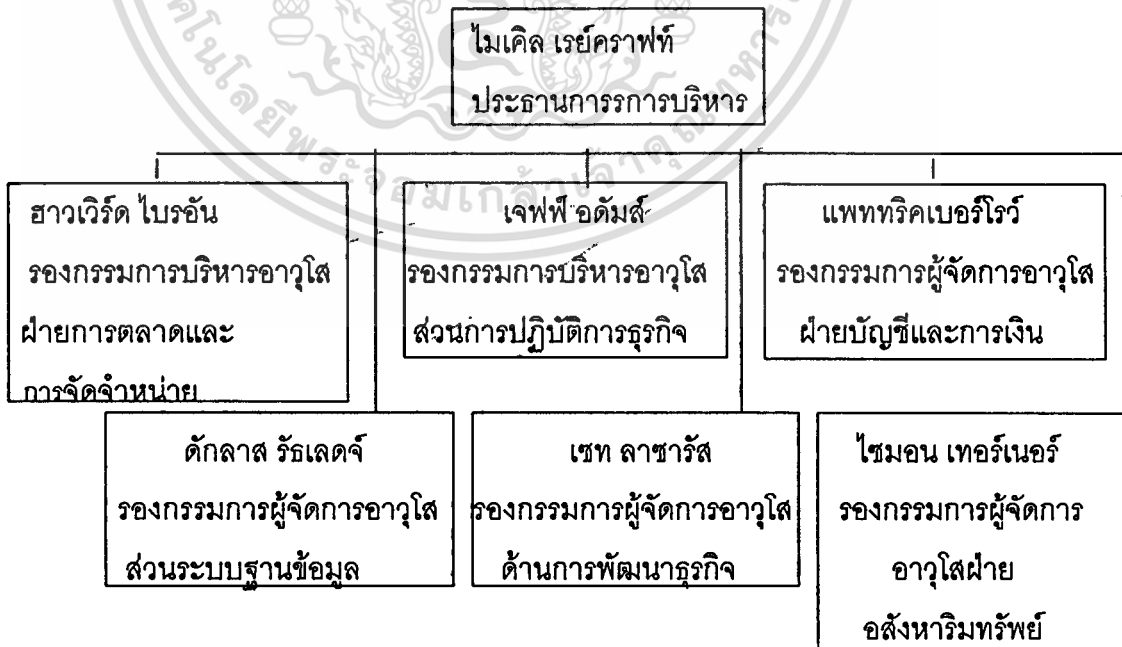 ไมเคิล เรย์คราฟท์
ประธานการรการบริหาร
ฮาวเวิร์ด ไบรอัน
รองกรรมการบริหารอาวุโส
ฝ่ายการตลาดและ
การจัดจำหน่าย
เจฟฟ์ อดัมส์
รองกรรมการบริหารอาวุโส
ส่วนการปฏิบัติการธุรกิจ
แพททริคเบอร์โรว์
รองกรรมการผู้จัดการอาวุโส
ฝ่ายบัญชีและการเงิน
ดักลาส รัธเลดจ์
รองกรรมการผู้จัดการอาวุโส
ส่วนระบบฐานข้อมูล
เซท ลาซารัส
รองกรรมการผู้จัดการอาวุโส
ด้านการพัฒนาธุรกิจ
ไซมอน เทอร์เนอร์
รองกรรมการผู้จัดการ
อาวุโสฝ่าย
อสังหาริมทรัพย์